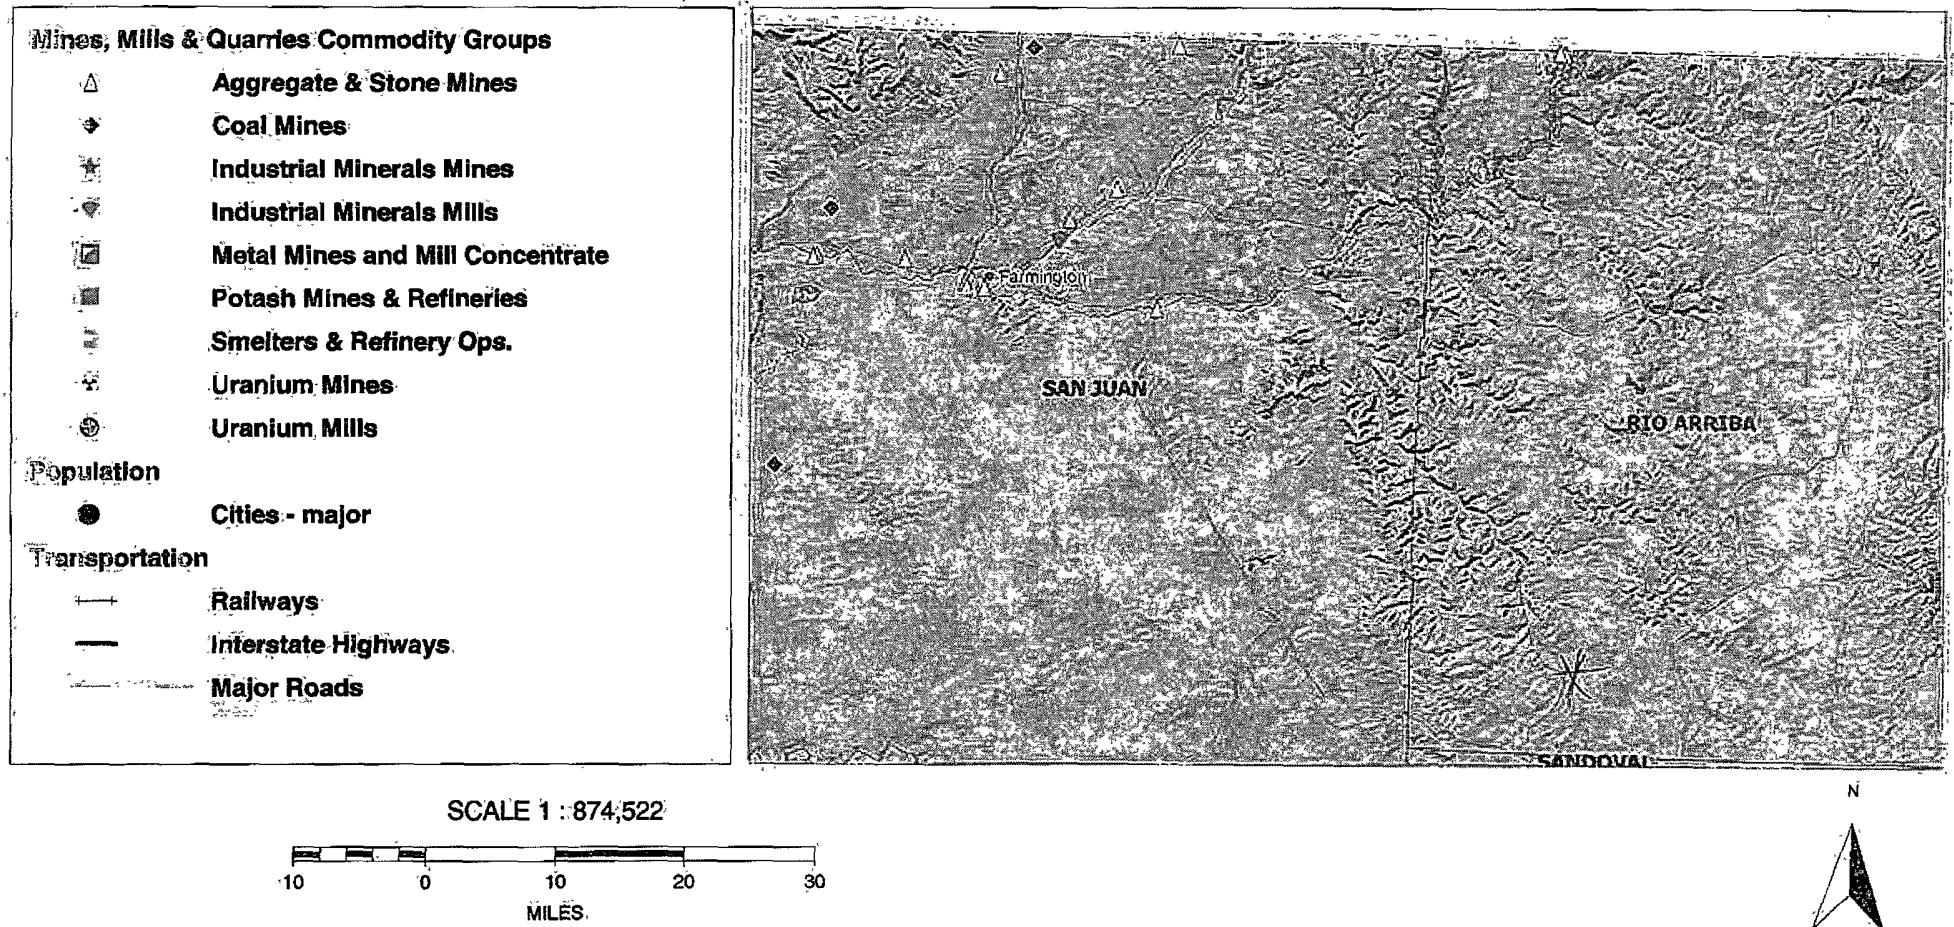 Mines, Mills & Quarries Commodity Groups
Aggregate & Stone Mines
Coal Mines
Industrial Minerals Mines
Industrial Minerals Mills
Metal Mines and Mill Concentrate
Potash Mines & Refineries
Smelters & Refinery Ops.
Uranium Mines
Uranium Mills
Population
Cities - major
Transportation
Railways
Interstate Highways
Major Roads
Farmington
SAN JUAN
RIO ARRIBA
SANDOVAL
SCALE 1 : 874,522
10 0 10 20 30
MILES
N